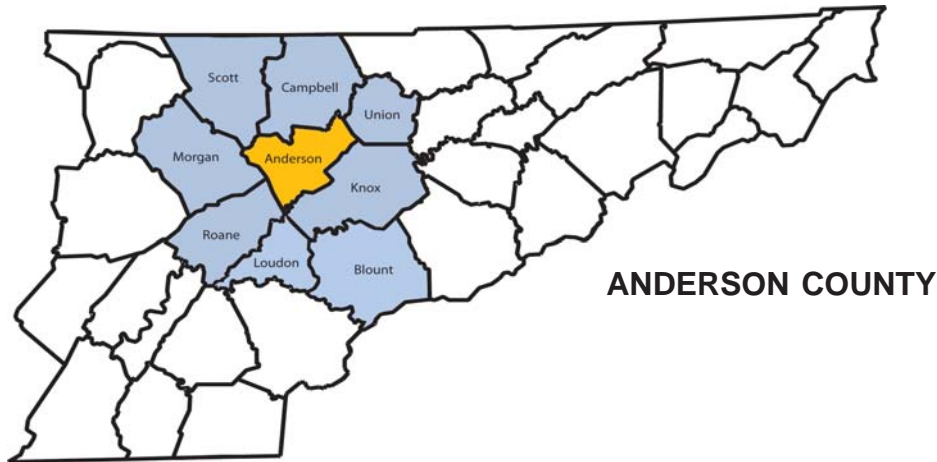 Scott
Campbell
Union
Anderson
Morgan
Knox
Roane
Loudon
Blount
ANDERSON COUNTY